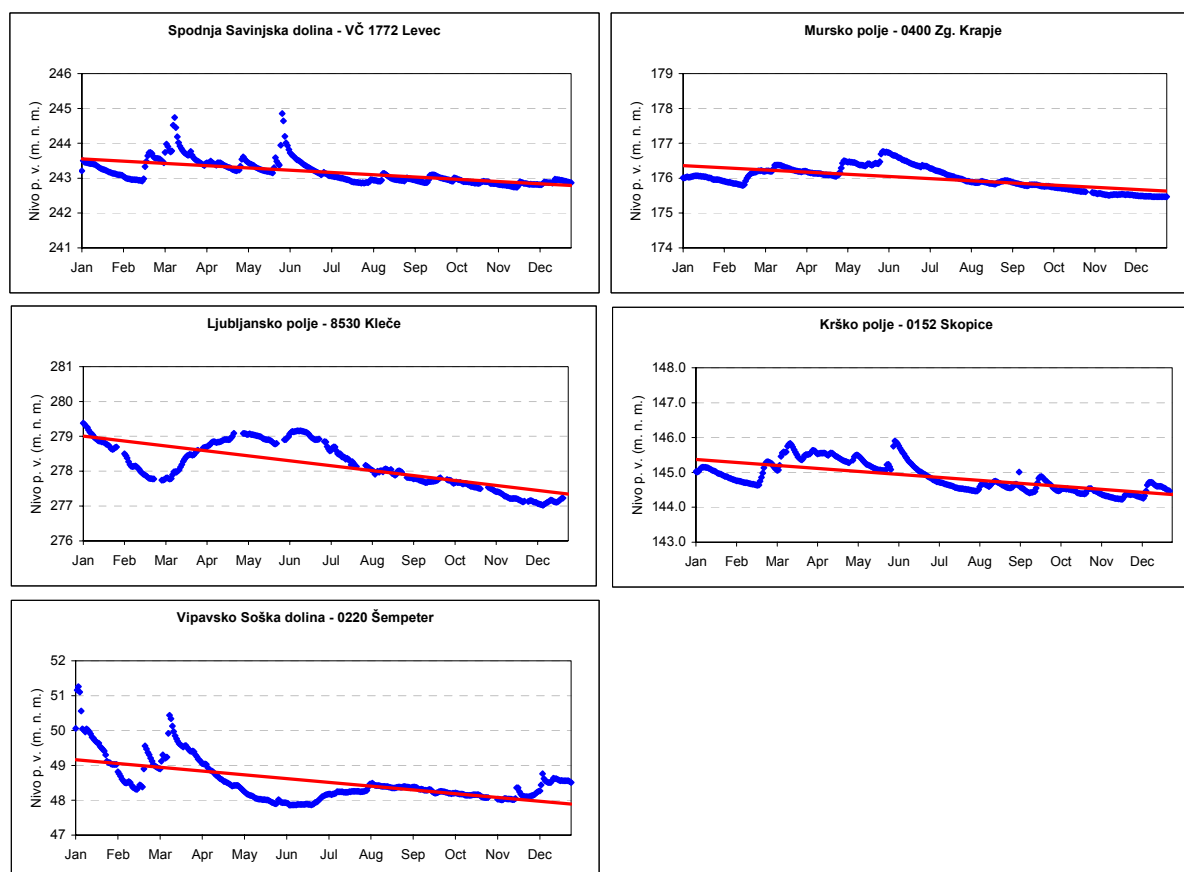 Spodnja Savinjska dolina - VČ 1772 Levec
Nivo p. v. (m. n. m.)
246
245
244
243
242
241
Jan Feb Mar Apr May Jun Jul Aug Sep Oct Nov Dec
Mursko polje - 0400 Zg. Krapje
Nivo p. v. (m. n. m.)
179
178
177
176
175
174
Jan Feb Mar Apr May Jun Jul Aug Sep Oct Nov Dec
Ljubljansko polje - 8530 Kleče
Nivo p. v. (m. n. m.)
281
280
279
278
277
276
Jan Feb Mar Apr May Jun Jul Aug Sep Oct Nov Dec
Krško polje - 0152 Skopice
Nivo p. v. (m. n. m.)
148.0
147.0
146.0
145.0
144.0
143.0
Jan Feb Mar Apr May Jun Jul Aug Sep Oct Nov Dec
Vipavsko Soška dolina - 0220 Šempeter
Nivo p. v. (m. n. m.)
52
51
50
49
48
47
Jan Feb Mar Apr May Jun Jul Aug Sep Oct Nov Dec